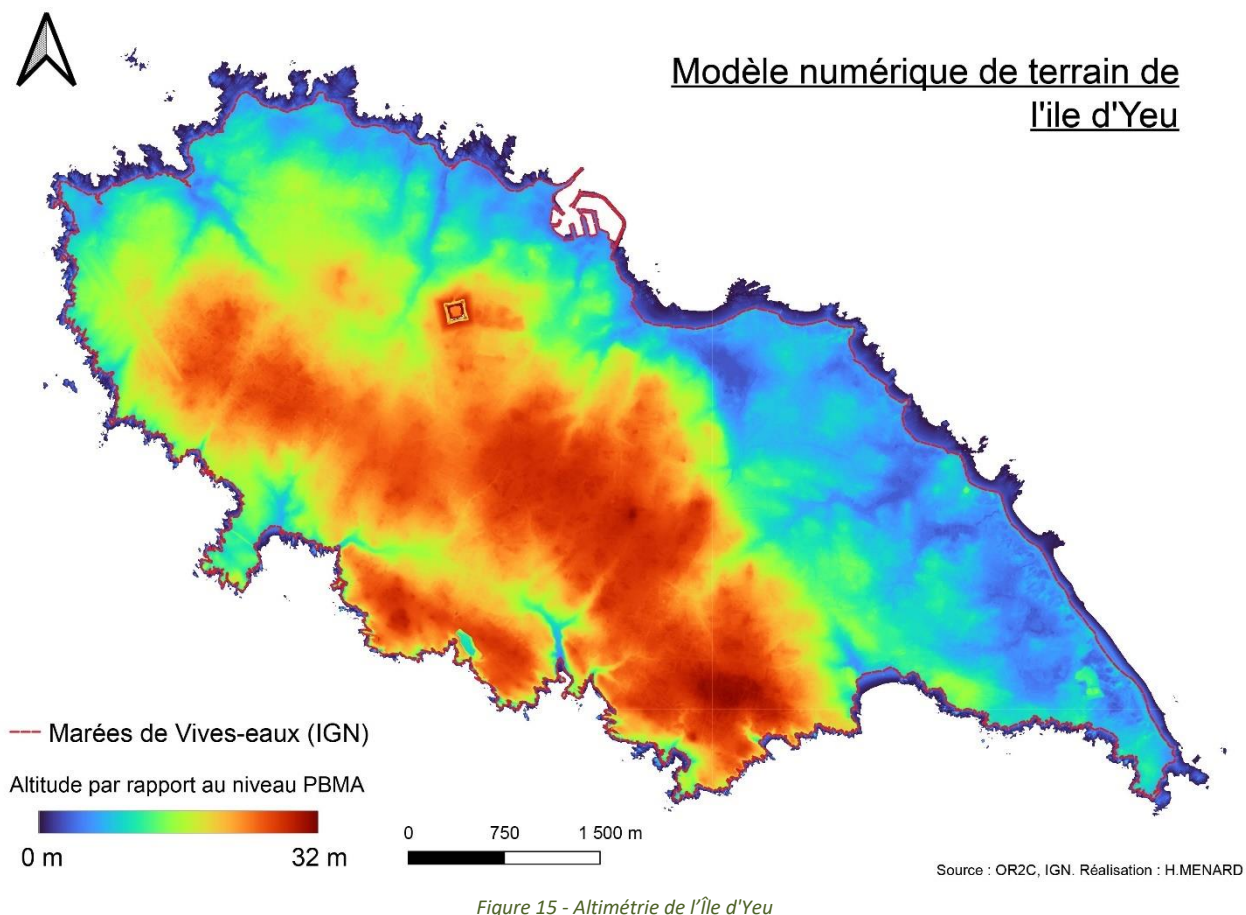 Modèle numérique de terrain de
l'ile d'Yeu
Marées de Vives-eaux (IGN)
Altitude par rapport au niveau PBMA
0 m 32 m
0 750 1 500 m
Source : OR2C, IGN. Réalisation : H.MENARD
Figure 15 - Altimétrie de l'Île d'Yeu